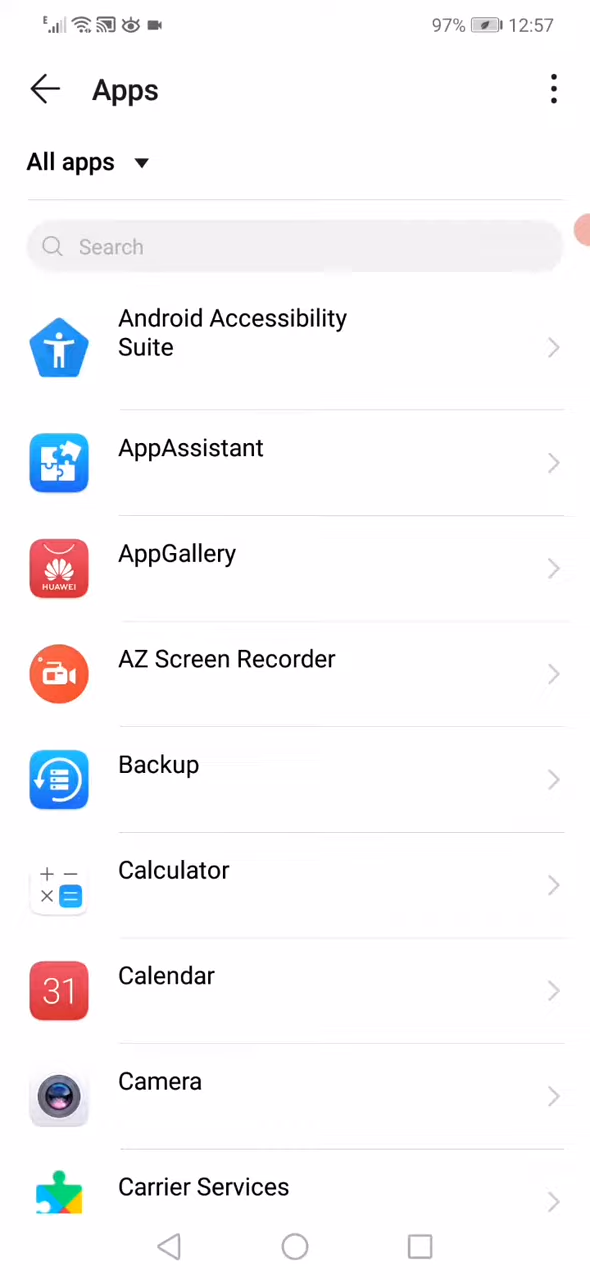 E 97% 12:57
Apps
All apps
Search
Android Accessibility
Suite
AppAssistant
AppGallery
HUAWEI
AZ Screen Recorder
Backup
Calculator
31
Calendar
Camera
Carrier Services